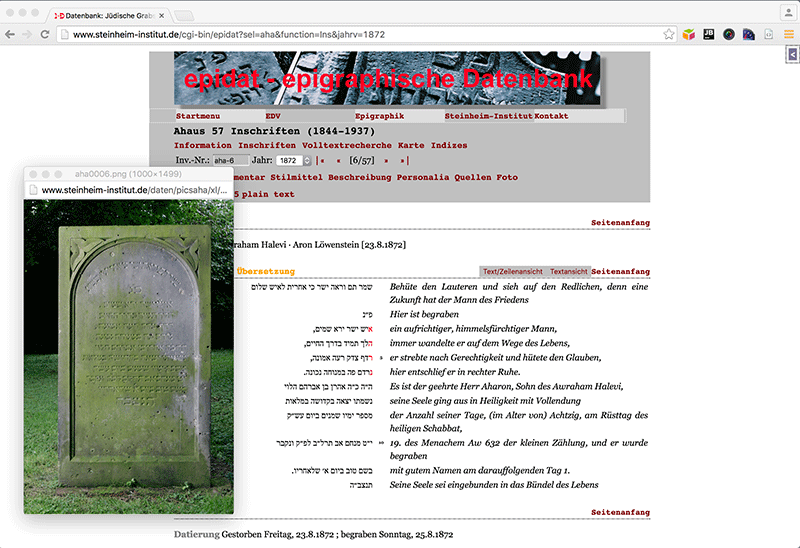 Datenbank: Jüdische Grabs
www.steinheim-institut.de/cgi-bin/epidat?sel=aha&function=Ins&jahrv=1872
epidat - epigraphische Datenbank
Startmenu EDV Epigraphik Steinheim-Institut Kontakt
Ahaus 57 Inschriften (1844-1937)
Information Inschriften Volltextrecherche Karte Indizes
Inv.-Nr.: aha-6 Jahr: 1872 |« « [6/57] » »|
mentar Stilmittel Beschreibung Personalia Quellen Foto
5 plain text
aha0006.png (1000×1499)
www.steinheim-institut.de/daten/picsaha/xl/...
Seitenanfang
raham Halevi · Aron Löwenstein [23.8.1872]
Übersetzung Text/Zeilenansicht Textansicht Seitenanfang
שמר תם וראה ישר כי אחרית לאיש שלום Behüte den Lauteren und sieh auf den Redlichen, denn eine
Zukunft hat der Mann des Friedens
פ״נ Hier ist begraben
איש ישר ירא שמים, ein aufrichtiger, himmelsfürchtiger Mann,
הלך תמיד בדרך החיים, immer wandelte er auf dem Wege des Lebens,
רדף צדק רעה אמונה, » er strebte nach Gerechtigkeit und hütete den Glauben,
נרדם פה במנוחה נכונה. hier entschlief er in rechter Ruhe.
ה״ה כ״ה אהרן בן אברהם הלוי Es ist der geehrte Herr Aharon, Sohn des Awraham Halevi,
נשמתו יצאה בקדושה במלאות seine Seele ging aus in Heiligkeit mit Vollendung
מספר ימיו שמנים ביום עש״ק der Anzahl seiner Tage, (im Alter von) Achtzig, am Rüsttag des
heiligen Schabbat,
י״ט מנחם אב תרל״ב לפ״ק ונקבר »» 19. des Menachem Aw 632 der kleinen Zählung, und er wurde
begraben
בשם טוב ביום א׳ שלאחריו. mit gutem Namen am darauffolgenden Tag 1.
תנצב״ה Seine Seele sei eingebunden in das Bündel des Lebens
Seitenanfang
Datierung Gestorben Freitag, 23.8.1872 ; begraben Sonntag, 25.8.1872